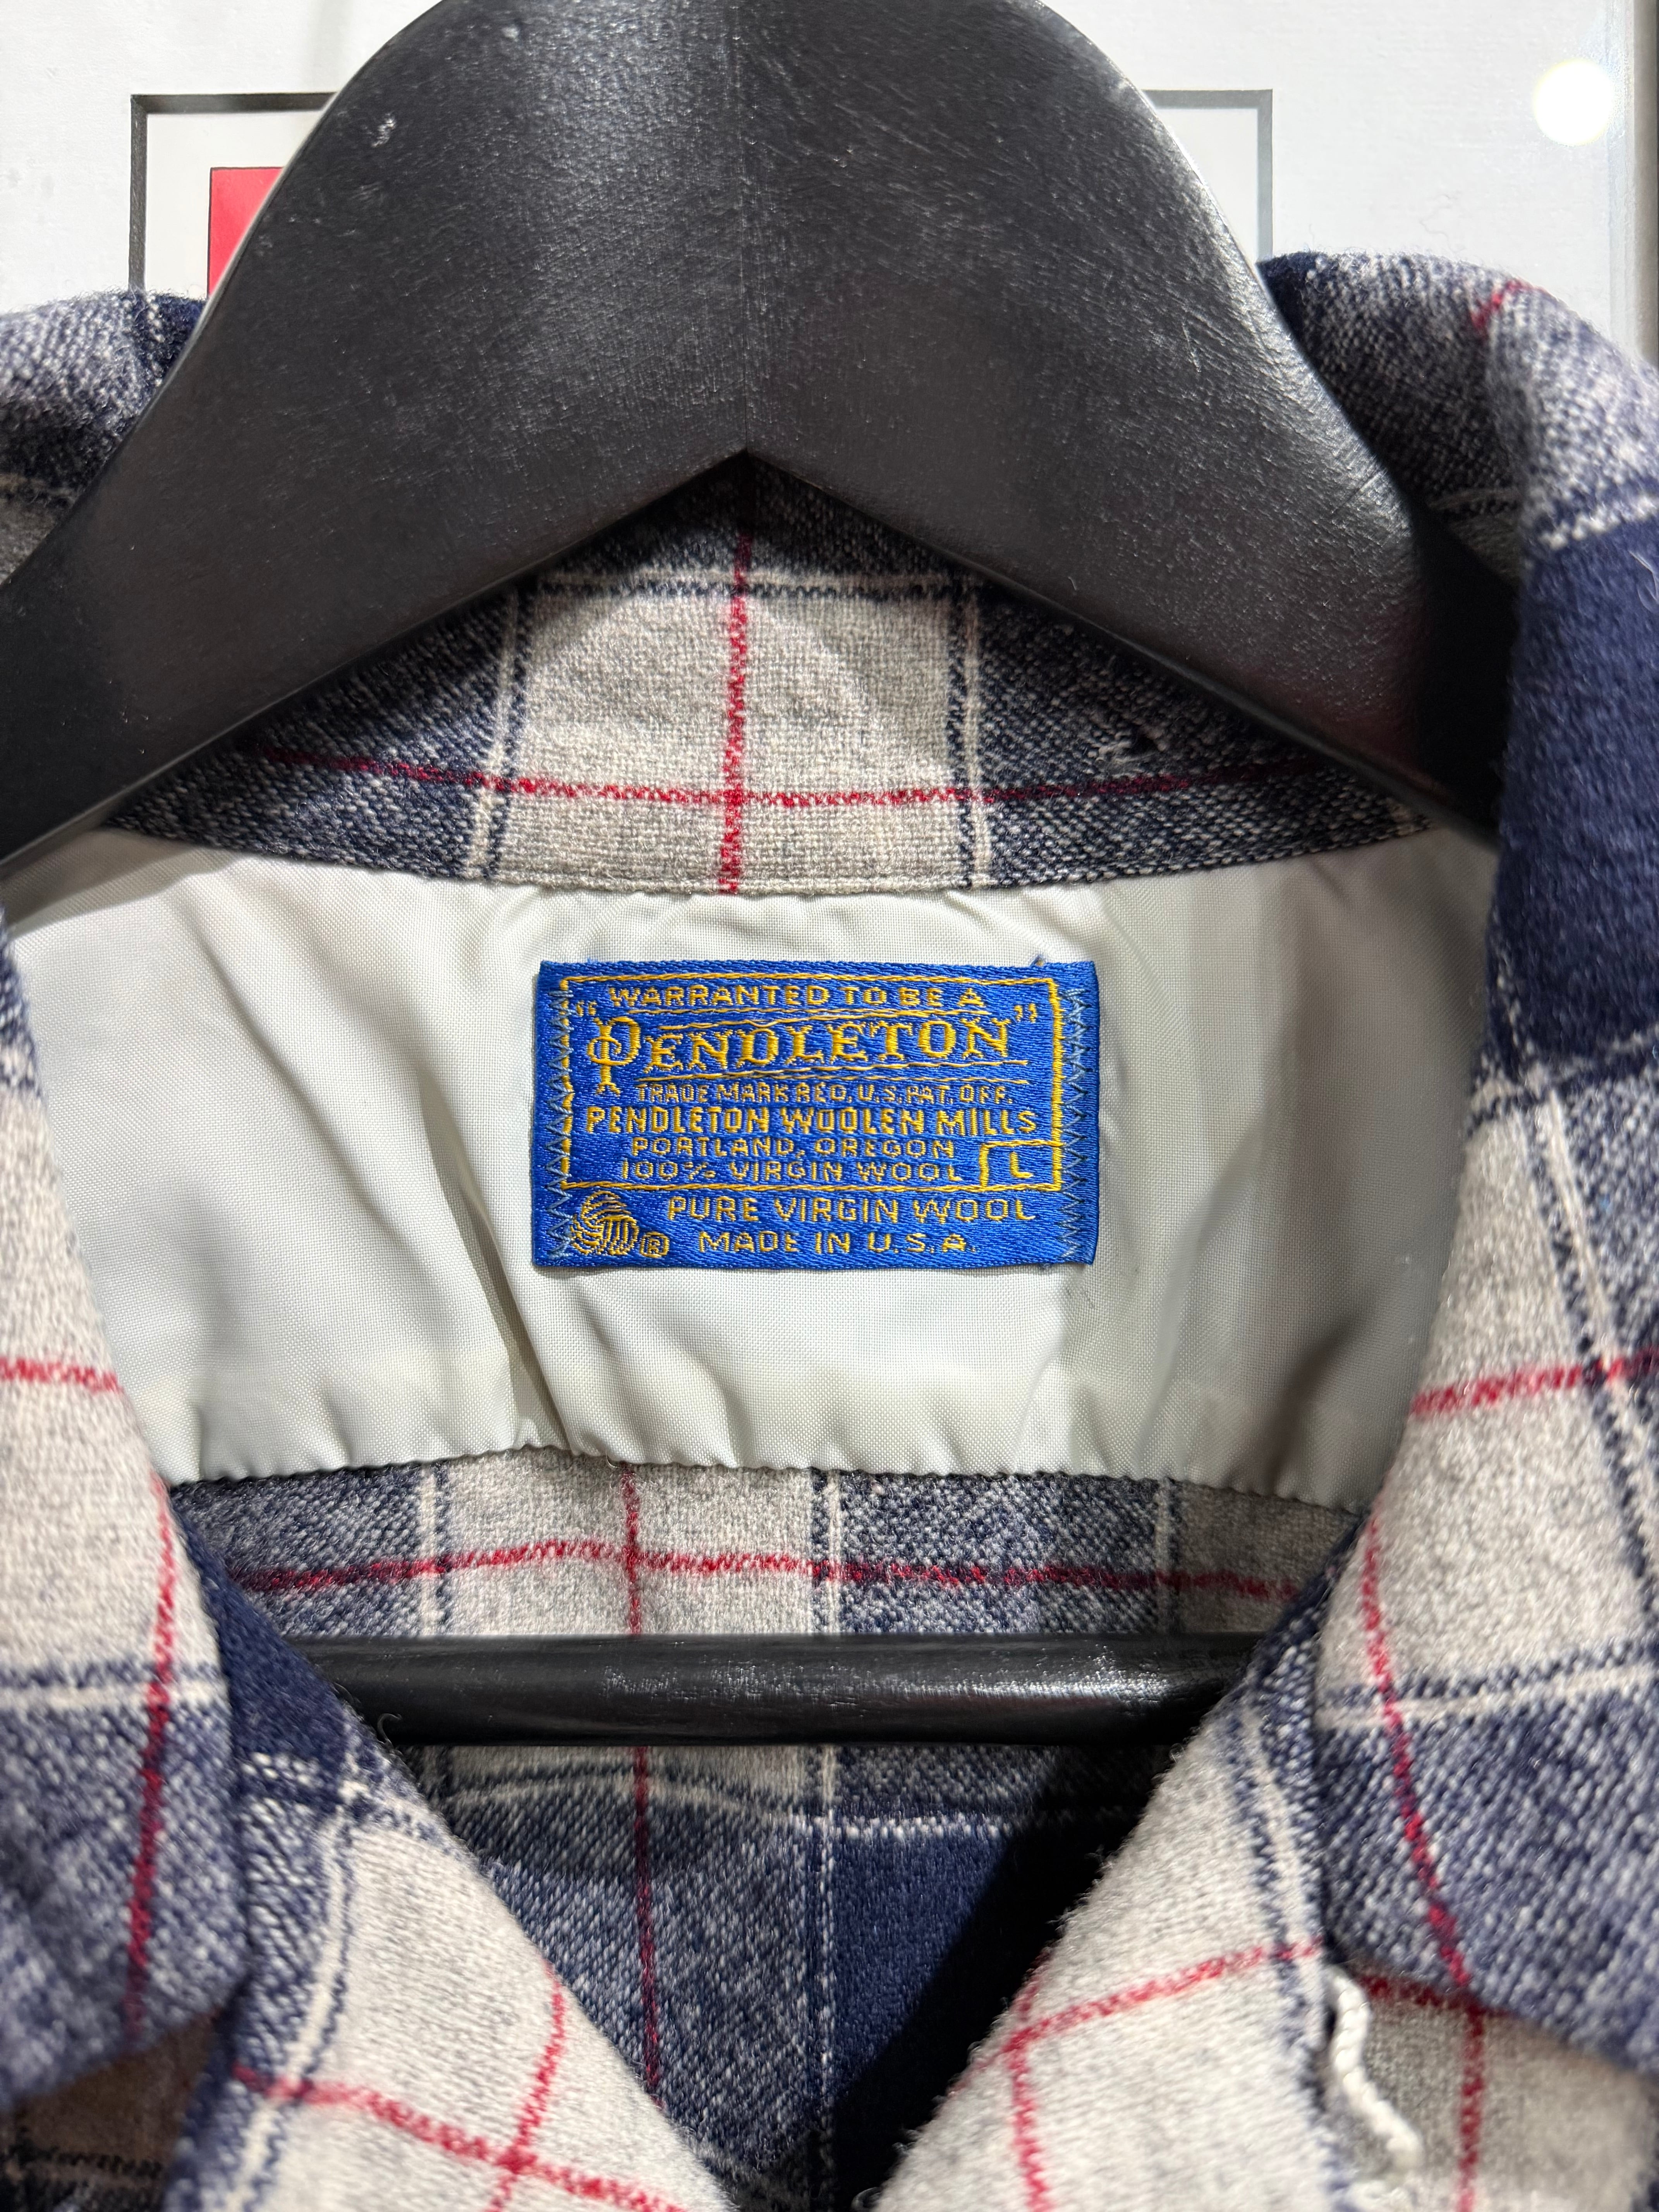 WARRANTED TO BE A
"PENDLETON"
TRADE MARK REG. U.S. PAT. OFF.
PENDLETON WOOLEN MILLS
PORTLAND, OREGON
100% VIRGIN WOOL L
PURE VIRGIN WOOL
® MADE IN U.S.A.